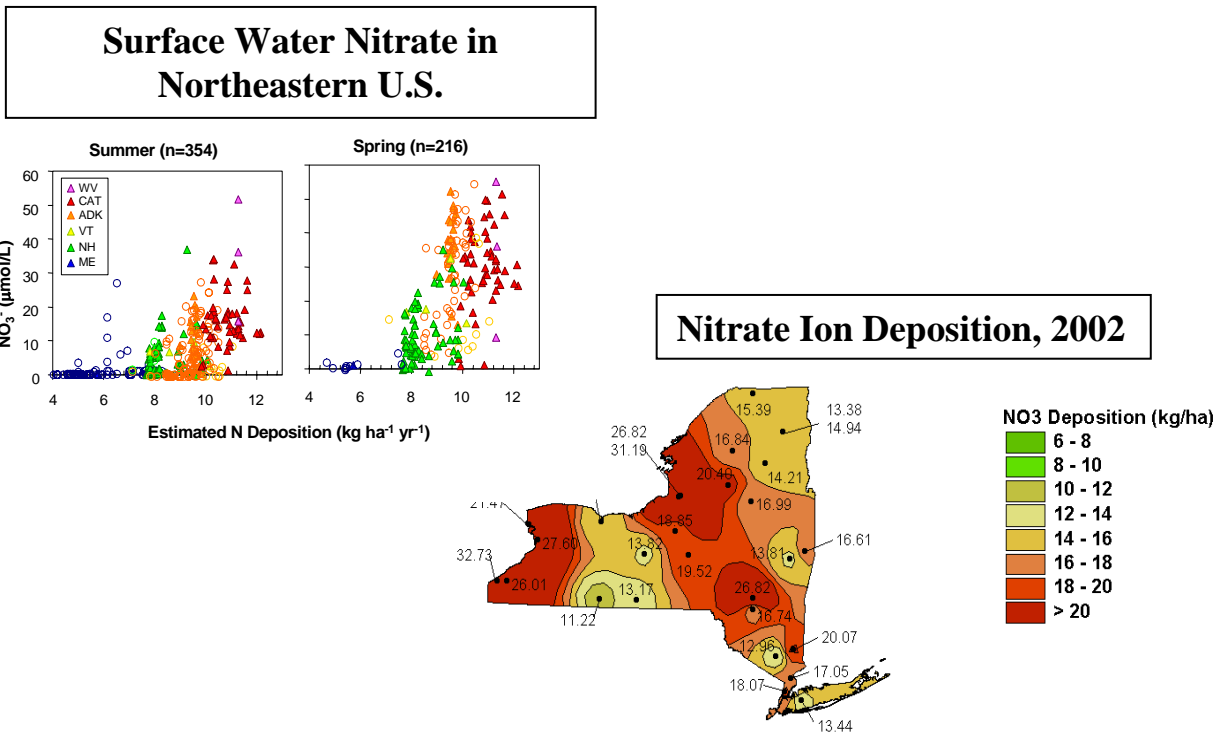 Surface Water Nitrate in
Northeastern U.S.
Summer (n=354)
Spring (n=216)
60
50
40
30
20
10
0
NO₃⁻ (µmol/L)
WV
CAT
ADK
VT
NH
ME
4 6 8 10 12
4 6 8 10 12
Estimated N Deposition (kg ha⁻¹ yr⁻¹)
Nitrate Ion Deposition, 2002
15.39
13.38
14.94
26.82
31.19
16.84
20.40
14.21
16.99
21.47
18.85
27.60
13.82
16.61
13.81
32.73
19.52
26.01
13.17
26.82
11.22
16.74
20.07
12.96
17.05
18.07
13.44
NO3 Deposition (kg/ha)
6 - 8
8 - 10
10 - 12
12 - 14
14 - 16
16 - 18
18 - 20
> 20